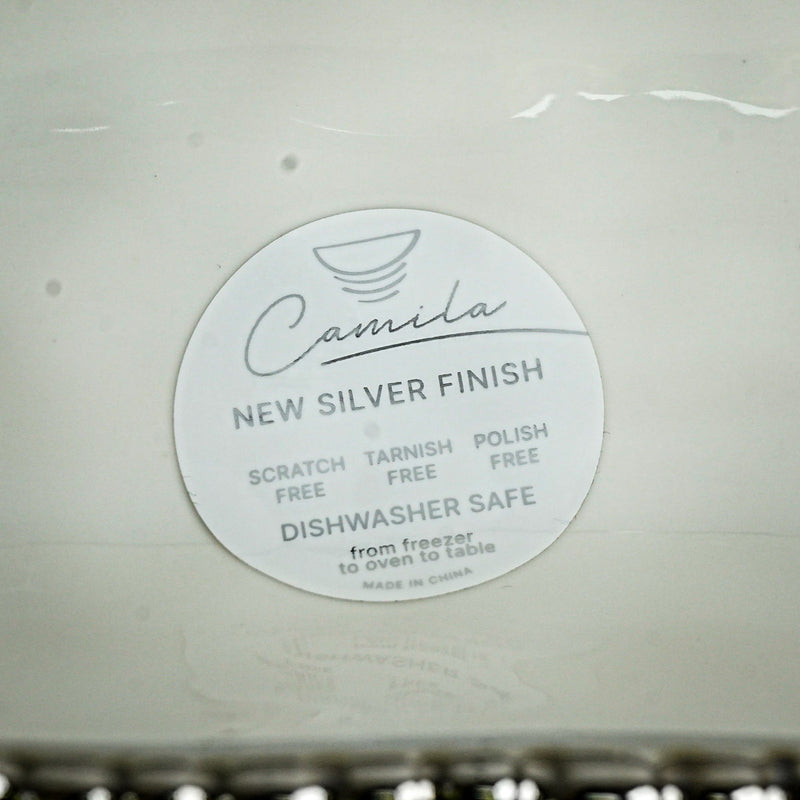 Camila
NEW SILVER FINISH
SCRATCH FREE
TARNISH FREE
POLISH FREE
DISHWASHER SAFE
from freezer
to oven to table
MADE IN CHINA